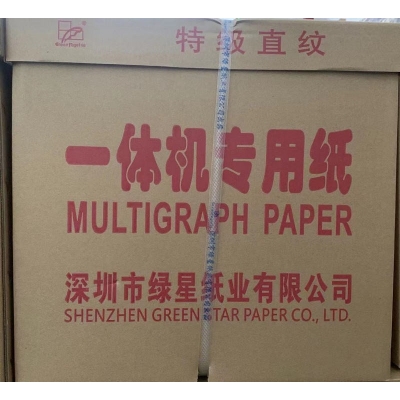 特级直纹
一体机专用纸
MULTIGRAPH PAPER
深圳市绿星纸业有限公司
SHENZHEN GREEN STAR PAPER CO., LTD.